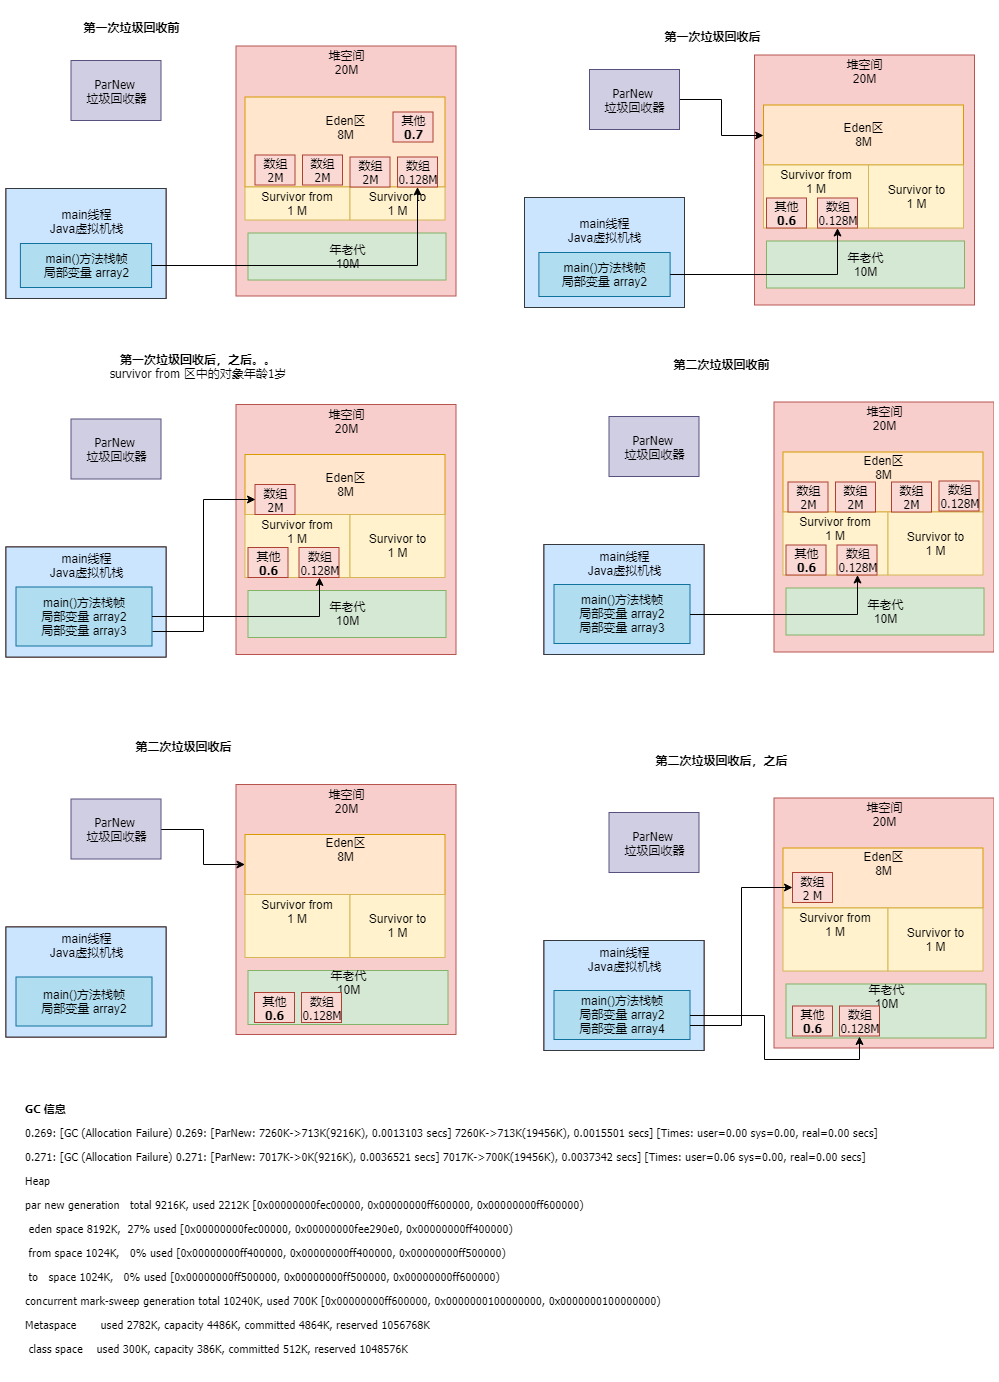 第一次垃圾回收前
ParNew
垃圾回收器
堆空间
20M
Eden区
8M
其他
0.7
数组
2M
数组
2M
数组
2M
数组
0.128M
Survivor from
1 M
Survivor to
1 M
年老代
10M
main线程
Java虚拟机栈
main()方法栈帧
局部变量 array2
第一次垃圾回收后
ParNew
垃圾回收器
堆空间
20M
Eden区
8M
Survivor from
1 M
Survivor to
1 M
其他
0.6
数组
0.128M
年老代
10M
main线程
Java虚拟机栈
main()方法栈帧
局部变量 array2
第一次垃圾回收后，之后。。
survivor from 区中的对象年龄1岁
ParNew
垃圾回收器
堆空间
20M
Eden区
8M
数组
2M
Survivor from
1 M
Survivor to
1 M
其他
0.6
数组
0.128M
年老代
10M
main线程
Java虚拟机栈
main()方法栈帧
局部变量 array2
局部变量 array3
第二次垃圾回收前
ParNew
垃圾回收器
堆空间
20M
Eden区
8M
数组
2M
数组
2M
数组
2M
数组
0.128M
Survivor from
1 M
Survivor to
1 M
其他
0.6
数组
0.128M
年老代
10M
main线程
Java虚拟机栈
main()方法栈帧
局部变量 array2
局部变量 array3
第二次垃圾回收后
ParNew
垃圾回收器
堆空间
20M
Eden区
8M
Survivor from
1 M
Survivor to
1 M
年老代
10M
其他
0.6
数组
0.128M
main线程
Java虚拟机栈
main()方法栈帧
局部变量 array2
第二次垃圾回收后，之后
ParNew
垃圾回收器
堆空间
20M
Eden区
8M
数组
2 M
Survivor from
1 M
Survivor to
1 M
年老代
10M
其他
0.6
数组
0.128M
main线程
Java虚拟机栈
main()方法栈帧
局部变量 array2
局部变量 array4
GC 信息
0.269: [GC (Allocation Failure) 0.269: [ParNew: 7260K->713K(9216K), 0.0013103 secs] 7260K->713K(19456K), 0.0015501 secs] [Times: user=0.00 sys=0.00, real=0.00 secs]
0.271: [GC (Allocation Failure) 0.271: [ParNew: 7017K->0K(9216K), 0.0036521 secs] 7017K->700K(19456K), 0.0037342 secs] [Times: user=0.06 sys=0.00, real=0.00 secs]
Heap
par new generation total 9216K, used 2212K [0x00000000fec00000, 0x00000000ff600000, 0x00000000ff600000)
eden space 8192K, 27% used [0x00000000fec00000, 0x00000000fee290e0, 0x00000000ff400000)
from space 1024K, 0% used [0x00000000ff400000, 0x00000000ff400000, 0x00000000ff500000)
to space 1024K, 0% used [0x00000000ff500000, 0x00000000ff500000, 0x00000000ff600000)
concurrent mark-sweep generation total 10240K, used 700K [0x00000000ff600000, 0x0000000100000000, 0x0000000100000000)
Metaspace used 2782K, capacity 4486K, committed 4864K, reserved 1056768K
class space used 300K, capacity 386K, committed 512K, reserved 1048576K